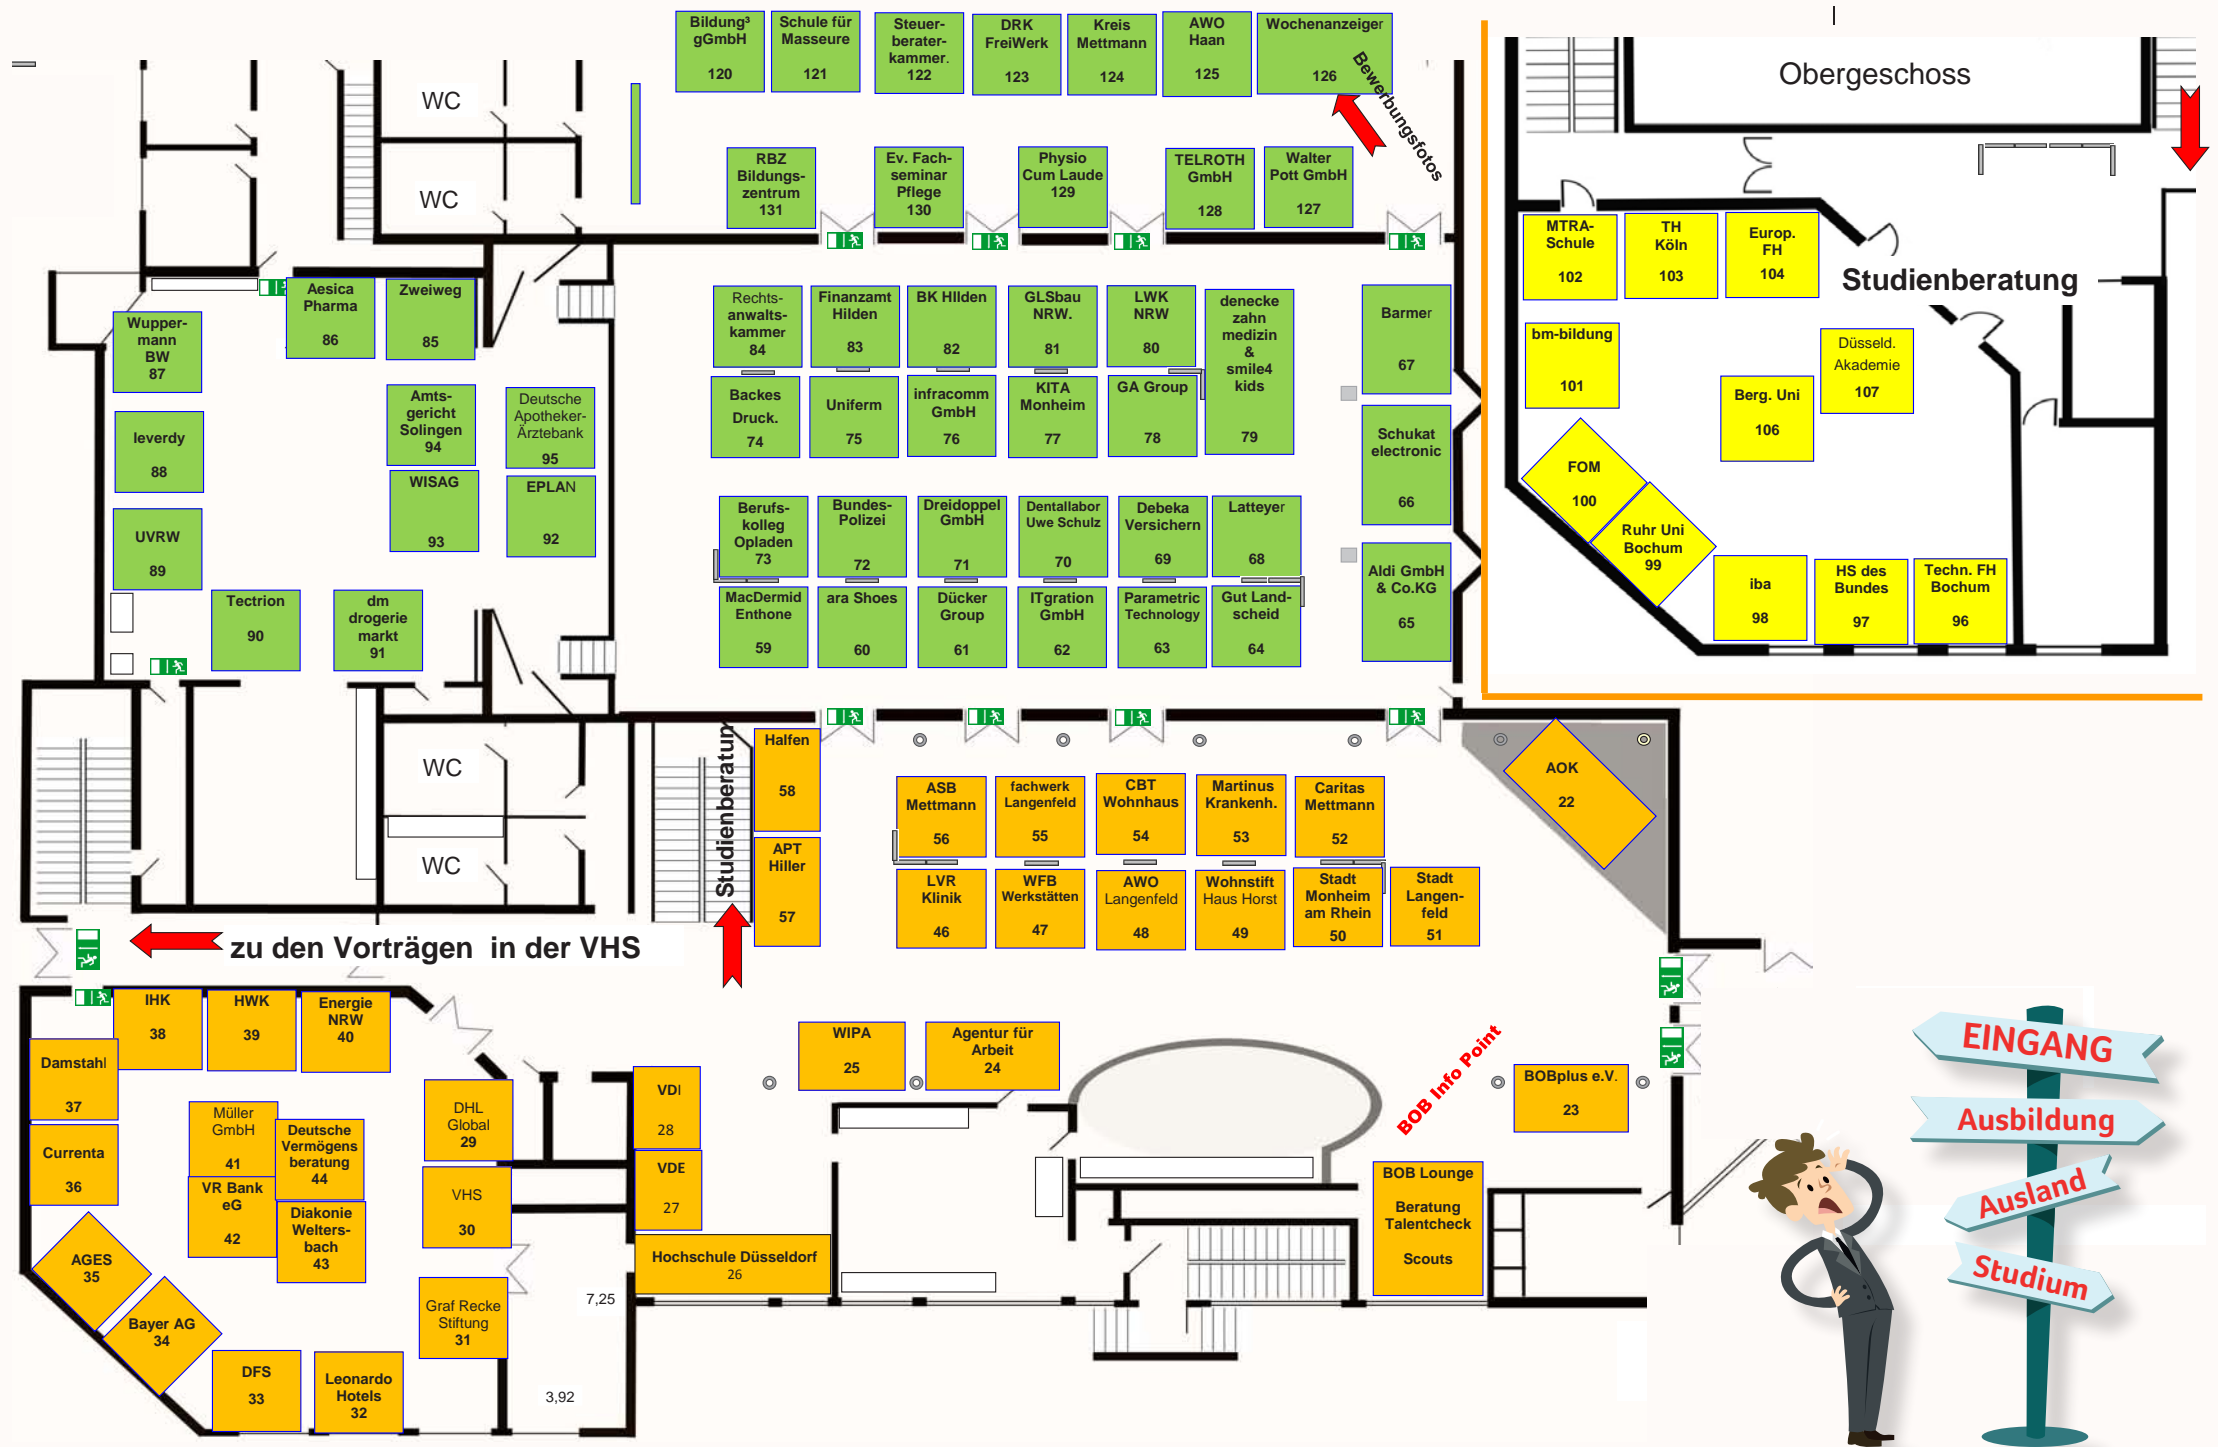 Bildung³
gGmbH
120
Schule für
Masseure
121
Steuer-
berater-
kammer.
122
DRK
FreiWerk
123
Kreis
Mettmann
124
AWO
Haan
125
Wochenanzeiger
126
Bewerbungsfotos
Obergeschoss
WC
WC
RBZ
Bildungs-
zentrum
131
Ev. Fach-
seminar
Pflege
130
Physio
Cum Laude
129
TELROTH
GmbH
128
Walter
Pott GmbH
127
MTRA-
Schule
102
TH
Köln
103
Europ.
FH
104
Studienberatung
bm-bildung
101
Düsseld.
Akademie
107
Berg. Uni
106
FOM
100
Ruhr Uni
Bochum
99
iba
98
HS des
Bundes
97
Techn. FH
Bochum
96
Aesica
Pharma
86
Zweiweg
85
Wupper-
mann
BW
87
leverdy
88
UVRW
89
Amts-
gericht
Solingen
94
Deutsche
Apotheker-
Ärztebank
95
WISAG
93
EPLAN
92
Tectrion
90
dm
drogerie
markt
91
Rechts-
anwalts-
kammer
84
Finanzamt
Hilden
83
BK HIlden
82
GLSbau
NRW.
81
LWK
NRW
80
denecke
zahn
medizin
&
smile4
kids
79
Barmer
67
Backes
Druck.
74
Uniferm
75
infracomm
GmbH
76
KITA
Monheim
77
GA Group
78
Schukat
electronic
66
Berufs-
kolleg
Opladen
73
Bundes-
Polizei
72
Dreidoppel
GmbH
71
Dentallabor
Uwe Schulz
70
Debeka
Versichern
69
Latteyer
68
Aldi GmbH
& Co.KG
65
MacDermid
Enthone
59
ara Shoes
60
Dücker
Group
61
ITgration
GmbH
62
Parametric
Technology
63
Gut Land-
scheid
64
WC
WC
Studienberatun
Halfen
58
APT
Hiller
57
ASB
Mettmann
56
fachwerk
Langenfeld
55
CBT
Wohnhaus
54
Martinus
Krankenh.
53
Caritas
Mettmann
52
AOK
22
LVR
Klinik
46
WFB
Werkstätten
47
AWO
Langenfeld
48
Wohnstift
Haus Horst
49
Stadt
Monheim
am Rhein
50
Stadt
Langen-
feld
51
zu den Vorträgen in der VHS
IHK
38
HWK
39
Energie
NRW
40
Damstahl
37
Currenta
36
Müller
GmbH
41
Deutsche
Vermögens
beratung
44
VR Bank
eG
42
Diakonie
Welters-
bach
43
DHL
Global
29
VHS
30
AGES
35
Bayer AG
34
DFS
33
Leonardo
Hotels
32
Graf Recke
Stiftung
31
7,25
3,92
VDI
28
VDE
27
Hochschule Düsseldorf
26
WIPA
25
Agentur für
Arbeit
24
BOB Info Point
BOBplus e.V.
23
BOB Lounge
Beratung
Talentcheck
Scouts
EINGANG
Ausbildung
Ausland
Studium